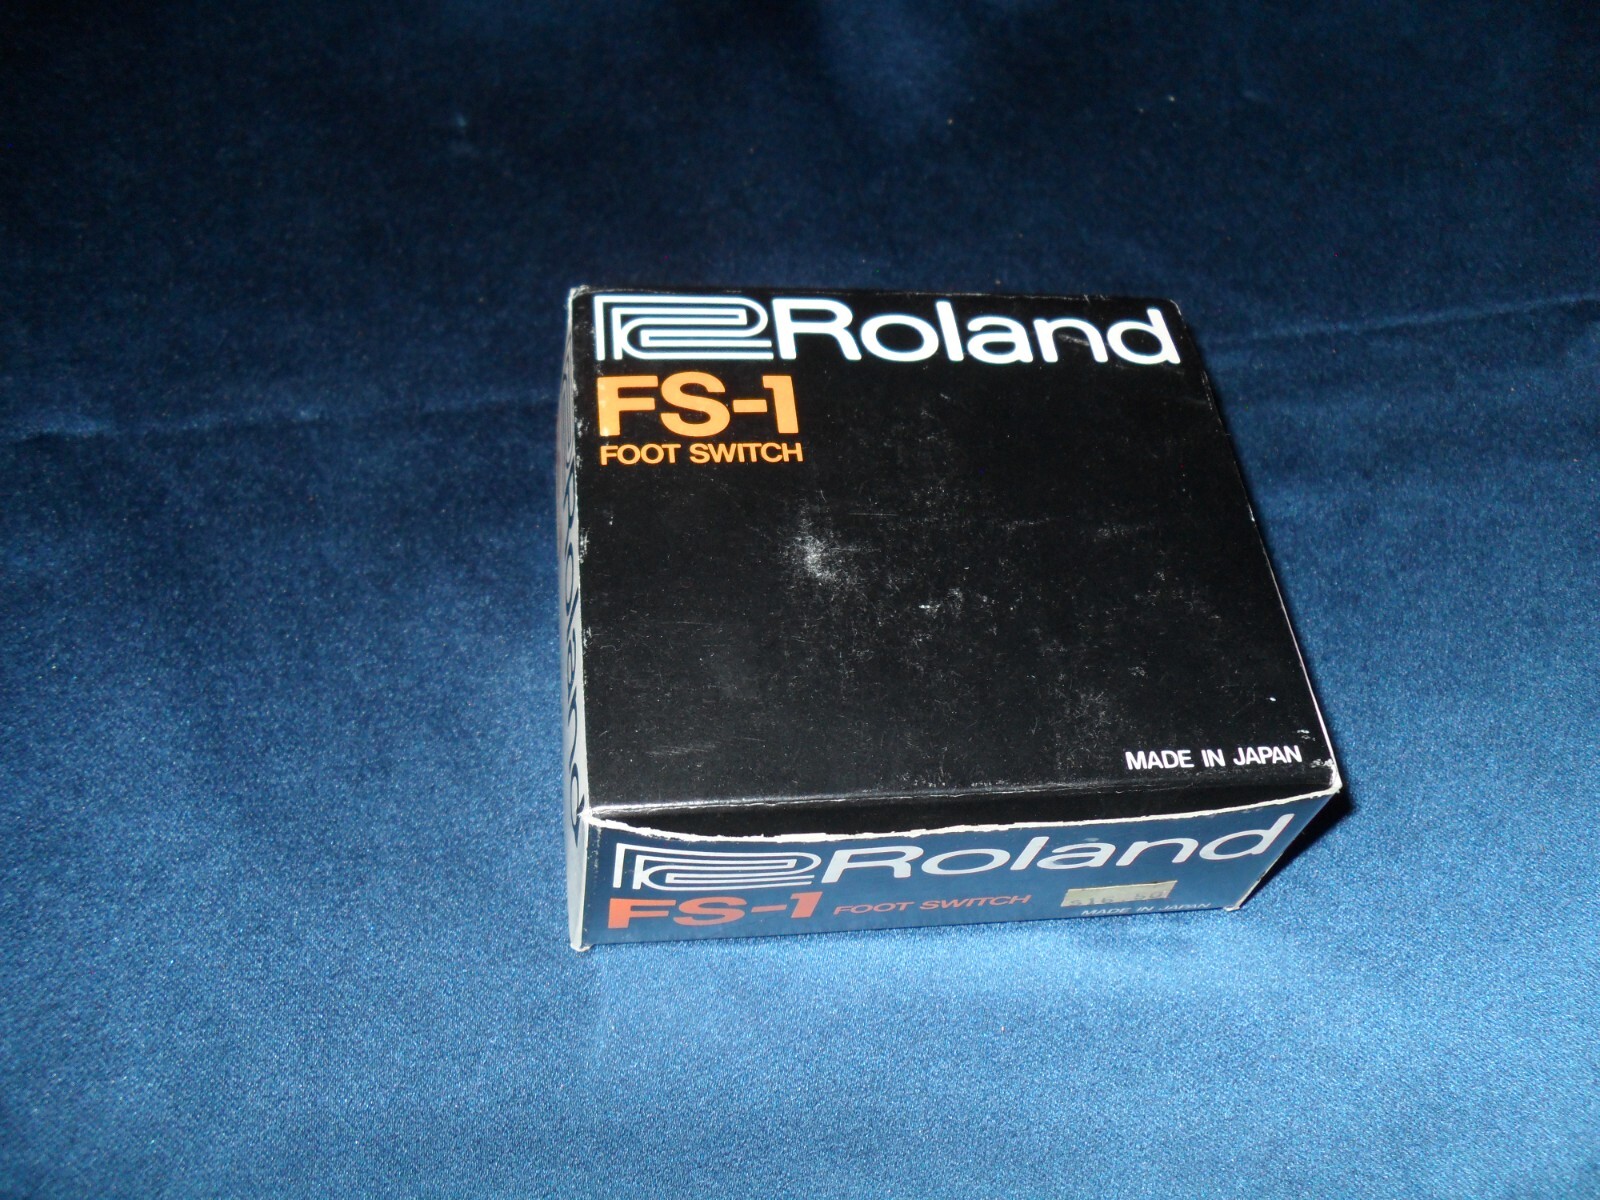 Roland
FS-1
FOOT SWITCH
MADE IN JAPAN
Roland
FS-1 FOOT SWITCH
MADE IN JAPAN
Roland